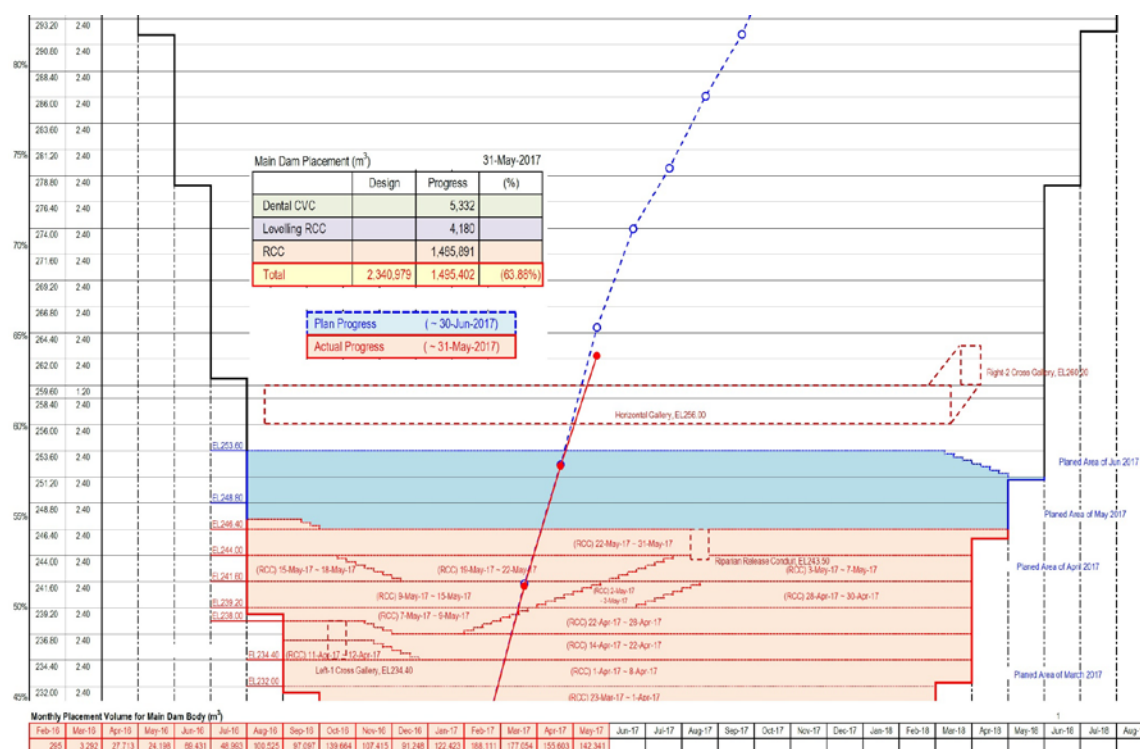 293.20 2.40
290.80 2.40
80%
288.40 2.40
286.00 2.40
283.60 2.40
75% 281.20 2.40
278.80 2.40
276.40 2.40
274.00 2.40
70%
271.60 2.40
269.20 2.40
266.80 2.40
65%
264.40 2.40
262.00 2.40
259.60 1.20
258.40 2.40
60%
256.00 2.40
253.60 2.40
251.20 2.40
55% 248.80 2.40
246.40 2.40
244.00 2.40
241.60 2.40
50%
239.20 2.40
236.80 2.40
234.40 2.40
45% 232.00 2.40
Main Dam Placement (m³) 31-May-2017
Design Progress (%)
Dental CVC 5,332
Levelling RCC 4,180
RCC 1,485,891
Total 2,340,979 1,495,402 (63.88%)
Plan Progress (~ 30-Jun-2017)
Actual Progress (~ 31-May-2017)
Right-2 Cross Gallery, EL260.20
Horizontal Gallery, EL256.00
EL253.60
Planed Area of Jun 2017
EL248.80
Planed Area of May 2017
EL246.40
(RCC) 22-May-17 ~ 31-May-17
EL244.00
Riparian Release Conduit, EL243.50
(RCC) 15-May-17 ~ 18-May-17
(RCC) 19-May-17 ~ 22-May-17
(RCC) 3-May-17 ~ 7-May-17
Planed Area of April 2017
EL241.60
(RCC) 9-May-17 ~ 15-May-17
(RCC) 2-May-17
~ 3-May-17
(RCC) 28-Apr-17 ~ 30-Apr-17
EL239.20
EL238.00
(RCC) 7-May-17 ~ 9-May-17
(RCC) 22-Apr-17 ~ 28-Apr-17
(RCC) 14-Apr-17 ~ 22-Apr-17
EL234.40
(RCC) 11-Apr-17 ~ 12-Apr-17
Left-1 Cross Gallery, EL234.40
(RCC) 1-Apr-17 ~ 8-Apr-17
Planed Area of March 2017
EL232.00
(RCC) 23-Mar-17 ~ 1-Apr-17
Monthly Placement Volume for Main Dam Body (m³)
1
Feb-16 Mar-16 Apr-16 May-16 Jun-16 Jul-16 Aug-16 Sep-16 Oct-16 Nov-16 Dec-16 Jan-17 Feb-17 Mar-17 Apr-17 May-17 Jun-17 Jul-17 Aug-17 Sep-17 Oct-17 Nov-17 Dec-17 Jan-18 Feb-18 Mar-18 Apr-18 May-18 Jun-18 Jul-18 Aug
295 3,292 27,713 24,198 69,431 48,993 100,525 97,097 139,664 107,415 91,248 122,423 188,111 177,054 155,603 142,341